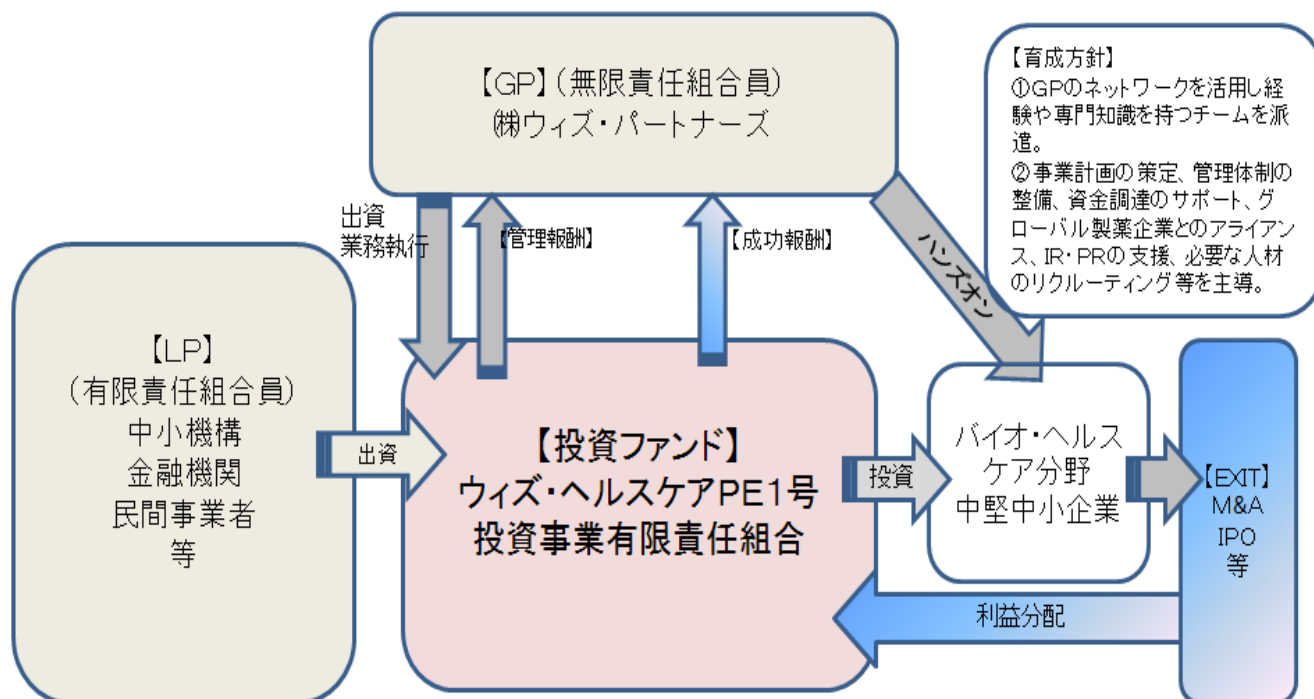 【GP】(無限責任組合員)
㈱ウィズ・パートナーズ
【育成方針】
①GPのネットワークを活用し経
験や専門知識を持つチームを派
遣。
②事業計画の策定、管理体制の
整備、資金調達のサポート、グ
ローバル製薬企業とのアライアン
ス、IR・PRの支援、必要な人材
のリクルーティング等を主導。
出資
業務執行
【管理報酬】
【成功報酬】
ハンズオン
【LP】
(有限責任組合員)
中小機構
金融機関
民間事業者
等
出資
【投資ファンド】
ウィズ・ヘルスケアPE1号
投資事業有限責任組合
投資
バイオ・ヘルス
ケア分野
中堅中小企業
【EXIT】
M&A
IPO
等
利益分配